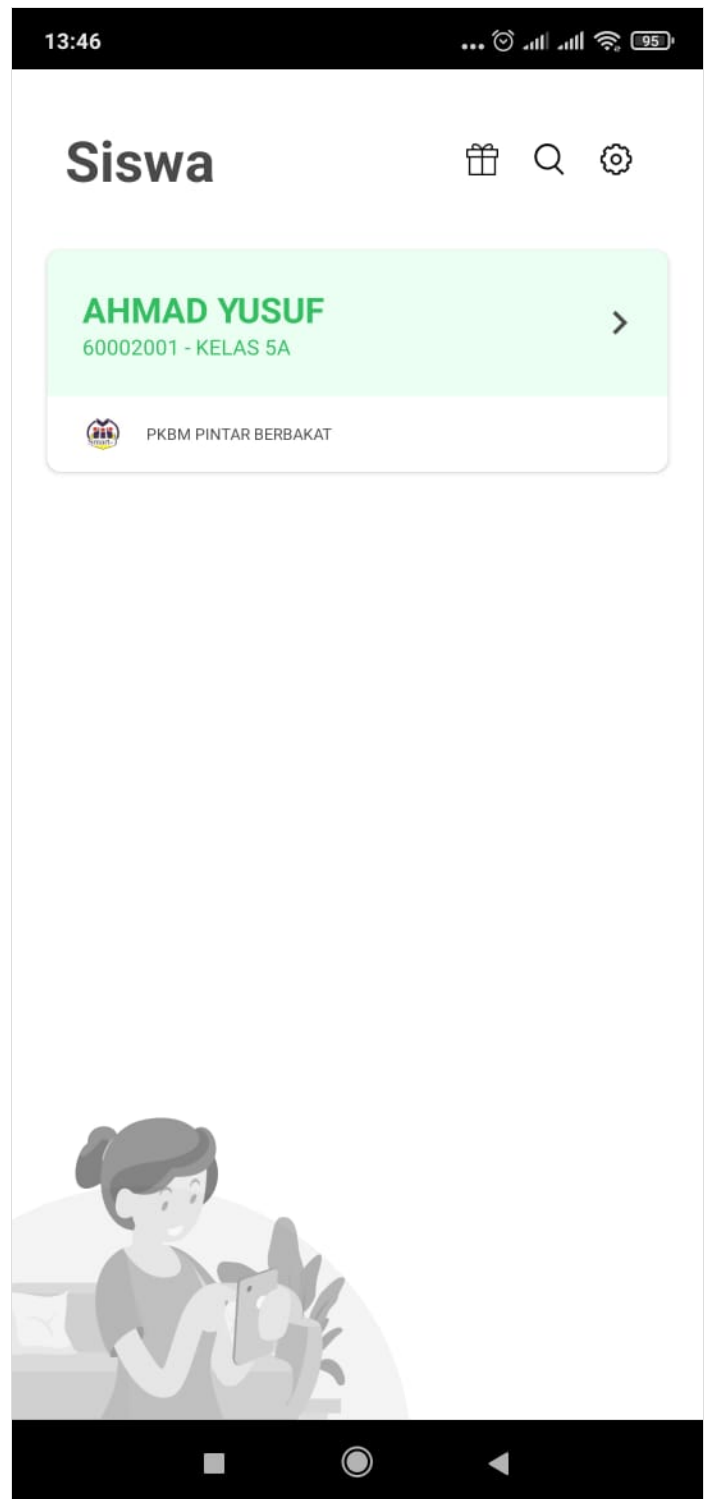 13:46
95
Siswa
AHMAD YUSUF
60002001 - KELAS 5A
PKBM PINTAR BERBAKAT